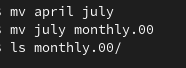 $ mv april july
$ mv july monthly.00
$ ls monthly.00/